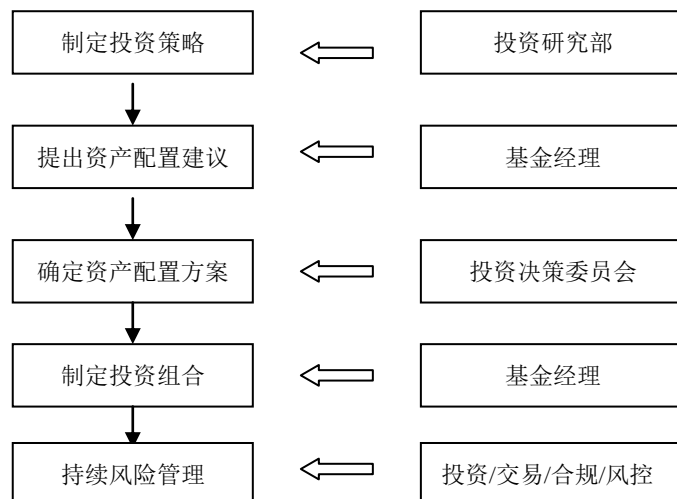 制定投资策略
投资研究部
提出资产配置建议
基金经理
确定资产配置方案
投资决策委员会
制定投资组合
基金经理
持续风险管理
投资/交易/合规/风控